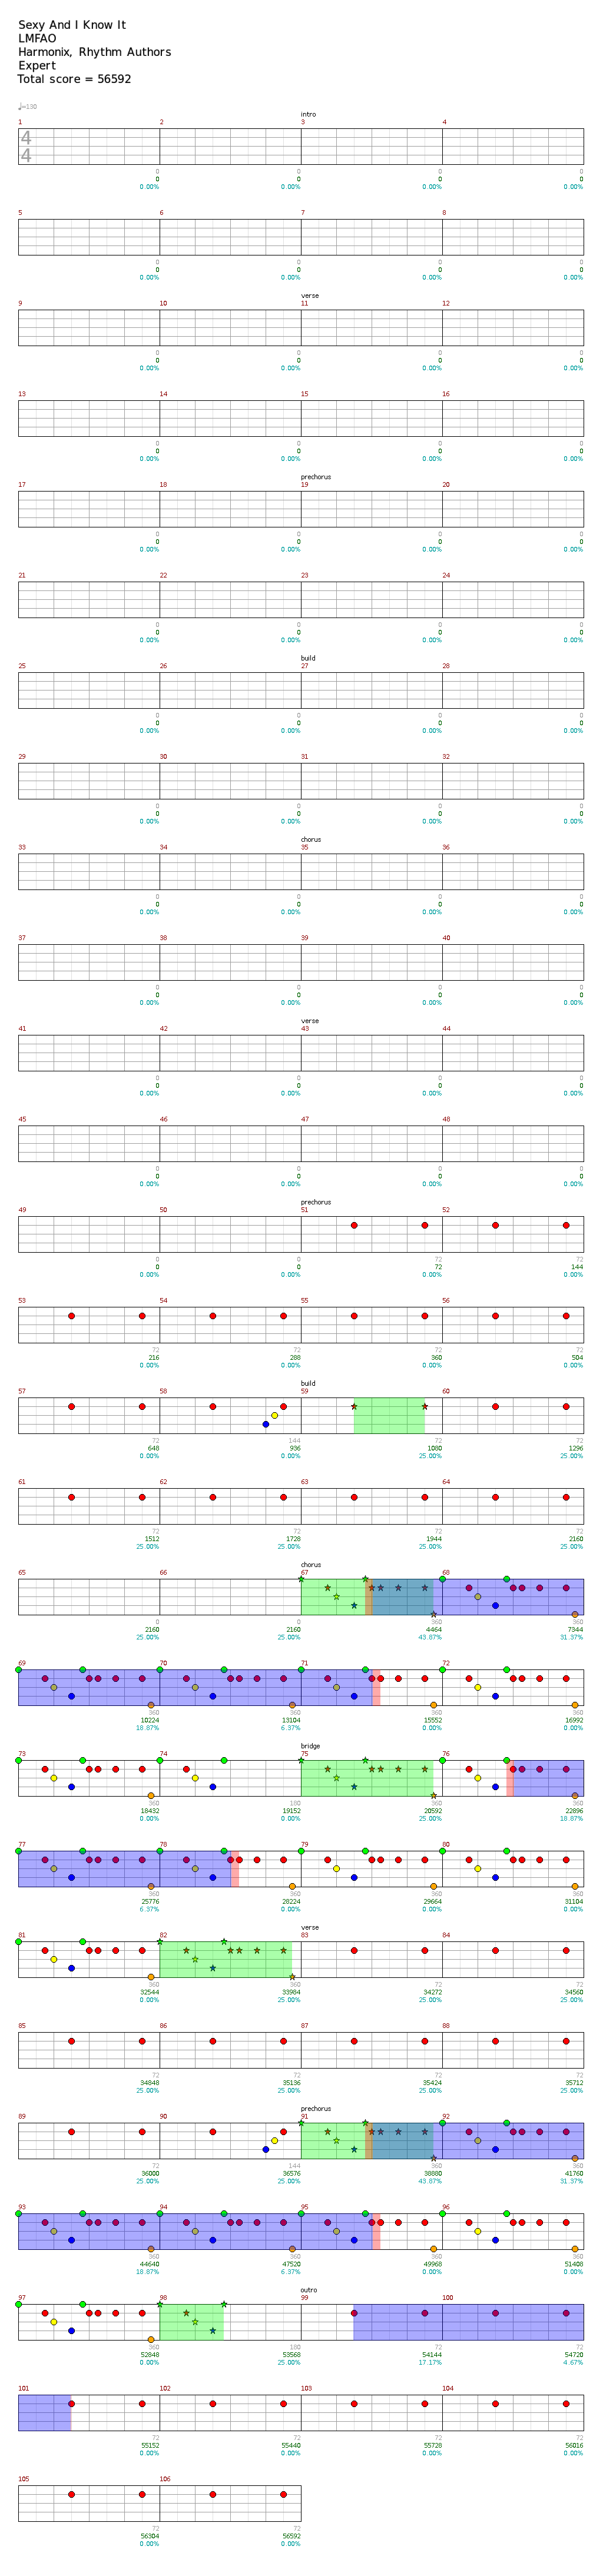 Sexy And I Know It
LMFAO
Harmonix, Rhythm Authors
Expert
Total score = 56592
♩=130
intro
1 2 3 4
4
4
0 0 0 0
0 0 0 0
0.00% 0.00% 0.00% 0.00%
5 6 7 8
0 0 0 0
0 0 0 0
0.00% 0.00% 0.00% 0.00%
verse
9 10 11 12
0 0 0 0
0 0 0 0
0.00% 0.00% 0.00% 0.00%
13 14 15 16
0 0 0 0
0 0 0 0
0.00% 0.00% 0.00% 0.00%
prechorus
17 18 19 20
0 0 0 0
0 0 0 0
0.00% 0.00% 0.00% 0.00%
21 22 23 24
0 0 0 0
0 0 0 0
0.00% 0.00% 0.00% 0.00%
build
25 26 27 28
0 0 0 0
0 0 0 0
0.00% 0.00% 0.00% 0.00%
29 30 31 32
0 0 0 0
0 0 0 0
0.00% 0.00% 0.00% 0.00%
chorus
33 34 35 36
0 0 0 0
0 0 0 0
0.00% 0.00% 0.00% 0.00%
37 38 39 40
0 0 0 0
0 0 0 0
0.00% 0.00% 0.00% 0.00%
verse
41 42 43 44
0 0 0 0
0 0 0 0
0.00% 0.00% 0.00% 0.00%
45 46 47 48
0 0 0 0
0 0 0 0
0.00% 0.00% 0.00% 0.00%
prechorus
49 50 51 52
0 0 72 72
0 0 72 144
0.00% 0.00% 0.00% 0.00%
53 54 55 56
72 72 72 72
216 288 360 504
0.00% 0.00% 0.00% 0.00%
build
57 58 59 60
72 144 72 72
648 936 1080 1296
0.00% 0.00% 25.00% 25.00%
61 62 63 64
72 72 72 72
1512 1728 1944 2160
25.00% 25.00% 25.00% 25.00%
chorus
65 66 67 68
0 0 360 360
2160 2160 4464 7344
25.00% 25.00% 43.87% 31.37%
69 70 71 72
360 360 360 360
10224 13104 15552 16992
18.87% 6.37% 0.00% 0.00%
bridge
73 74 75 76
360 180 360 360
18432 19152 20592 22896
0.00% 0.00% 25.00% 18.87%
77 78 79 80
360 360 360 360
25776 28224 29664 31104
6.37% 0.00% 0.00% 0.00%
verse
81 82 83 84
360 360 72 72
32544 33984 34272 34560
0.00% 25.00% 25.00% 25.00%
85 86 87 88
72 72 72 72
34848 35136 35424 35712
25.00% 25.00% 25.00% 25.00%
prechorus
89 90 91 92
72 144 360 360
36000 36576 38880 41760
25.00% 25.00% 43.87% 31.37%
93 94 95 96
360 360 360 360
44640 47520 49968 51408
18.87% 6.37% 0.00% 0.00%
outro
97 98 99 100
360 180 72 72
52848 53568 54144 54720
0.00% 25.00% 17.17% 4.67%
101 102 103 104
72 72 72 72
55152 55440 55728 56016
0.00% 0.00% 0.00% 0.00%
105 106
72 72
56304 56592
0.00% 0.00%